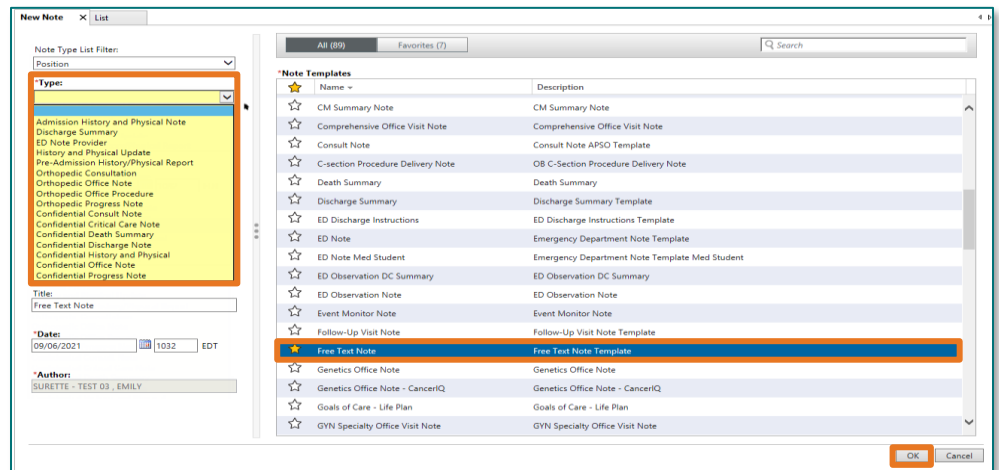 New Note X List
Note Type List Filter:
Position
*Type:
Admission History and Physical Note
Discharge Summary
ED Note Provider
History and Physical Update
Pre-Admission History/Physical Report
Orthopedic Consultation
Orthopedic Office Note
Orthopedic Office Procedure
Orthopedic Progress Note
Confidential Consult Note
Confidential Critical Care Note
Confidential Death Summary
Confidential Discharge Note
Confidential History and Physical
Confidential Office Note
Confidential Progress Note
Title:
Free Text Note
*Date:
09/06/2021 1032 EDT
*Author:
SURETTE - TEST 03 , EMILY
All (89) Favorites (7) Search
*Note Templates
Name Description
CM Summary Note CM Summary Note
Comprehensive Office Visit Note Comprehensive Office Visit Note
Consult Note Consult Note APSO Template
C-section Procedure Delivery Note OB C-Section Procedure Delivery Note
Death Summary Death Summary
Discharge Summary Discharge Summary Template
ED Discharge Instructions ED Discharge Instructions Template
ED Note Emergency Department Note Template
ED Note Med Student Emergency Department Note Template Med Student
ED Observation DC Summary ED Observation DC Summary
ED Observation Note ED Observation Note
Event Monitor Note Event Monitor Note
Follow-Up Visit Note Follow-Up Visit Note Template
Free Text Note Free Text Note Template
Genetics Office Note Genetics Office Note
Genetics Office Note - CancerIQ Genetics Office Note - CancerIQ
Goals of Care - Life Plan Goals of Care - Life Plan
GYN Specialty Office Visit Note GYN Specialty Office Visit Note
OK Cancel